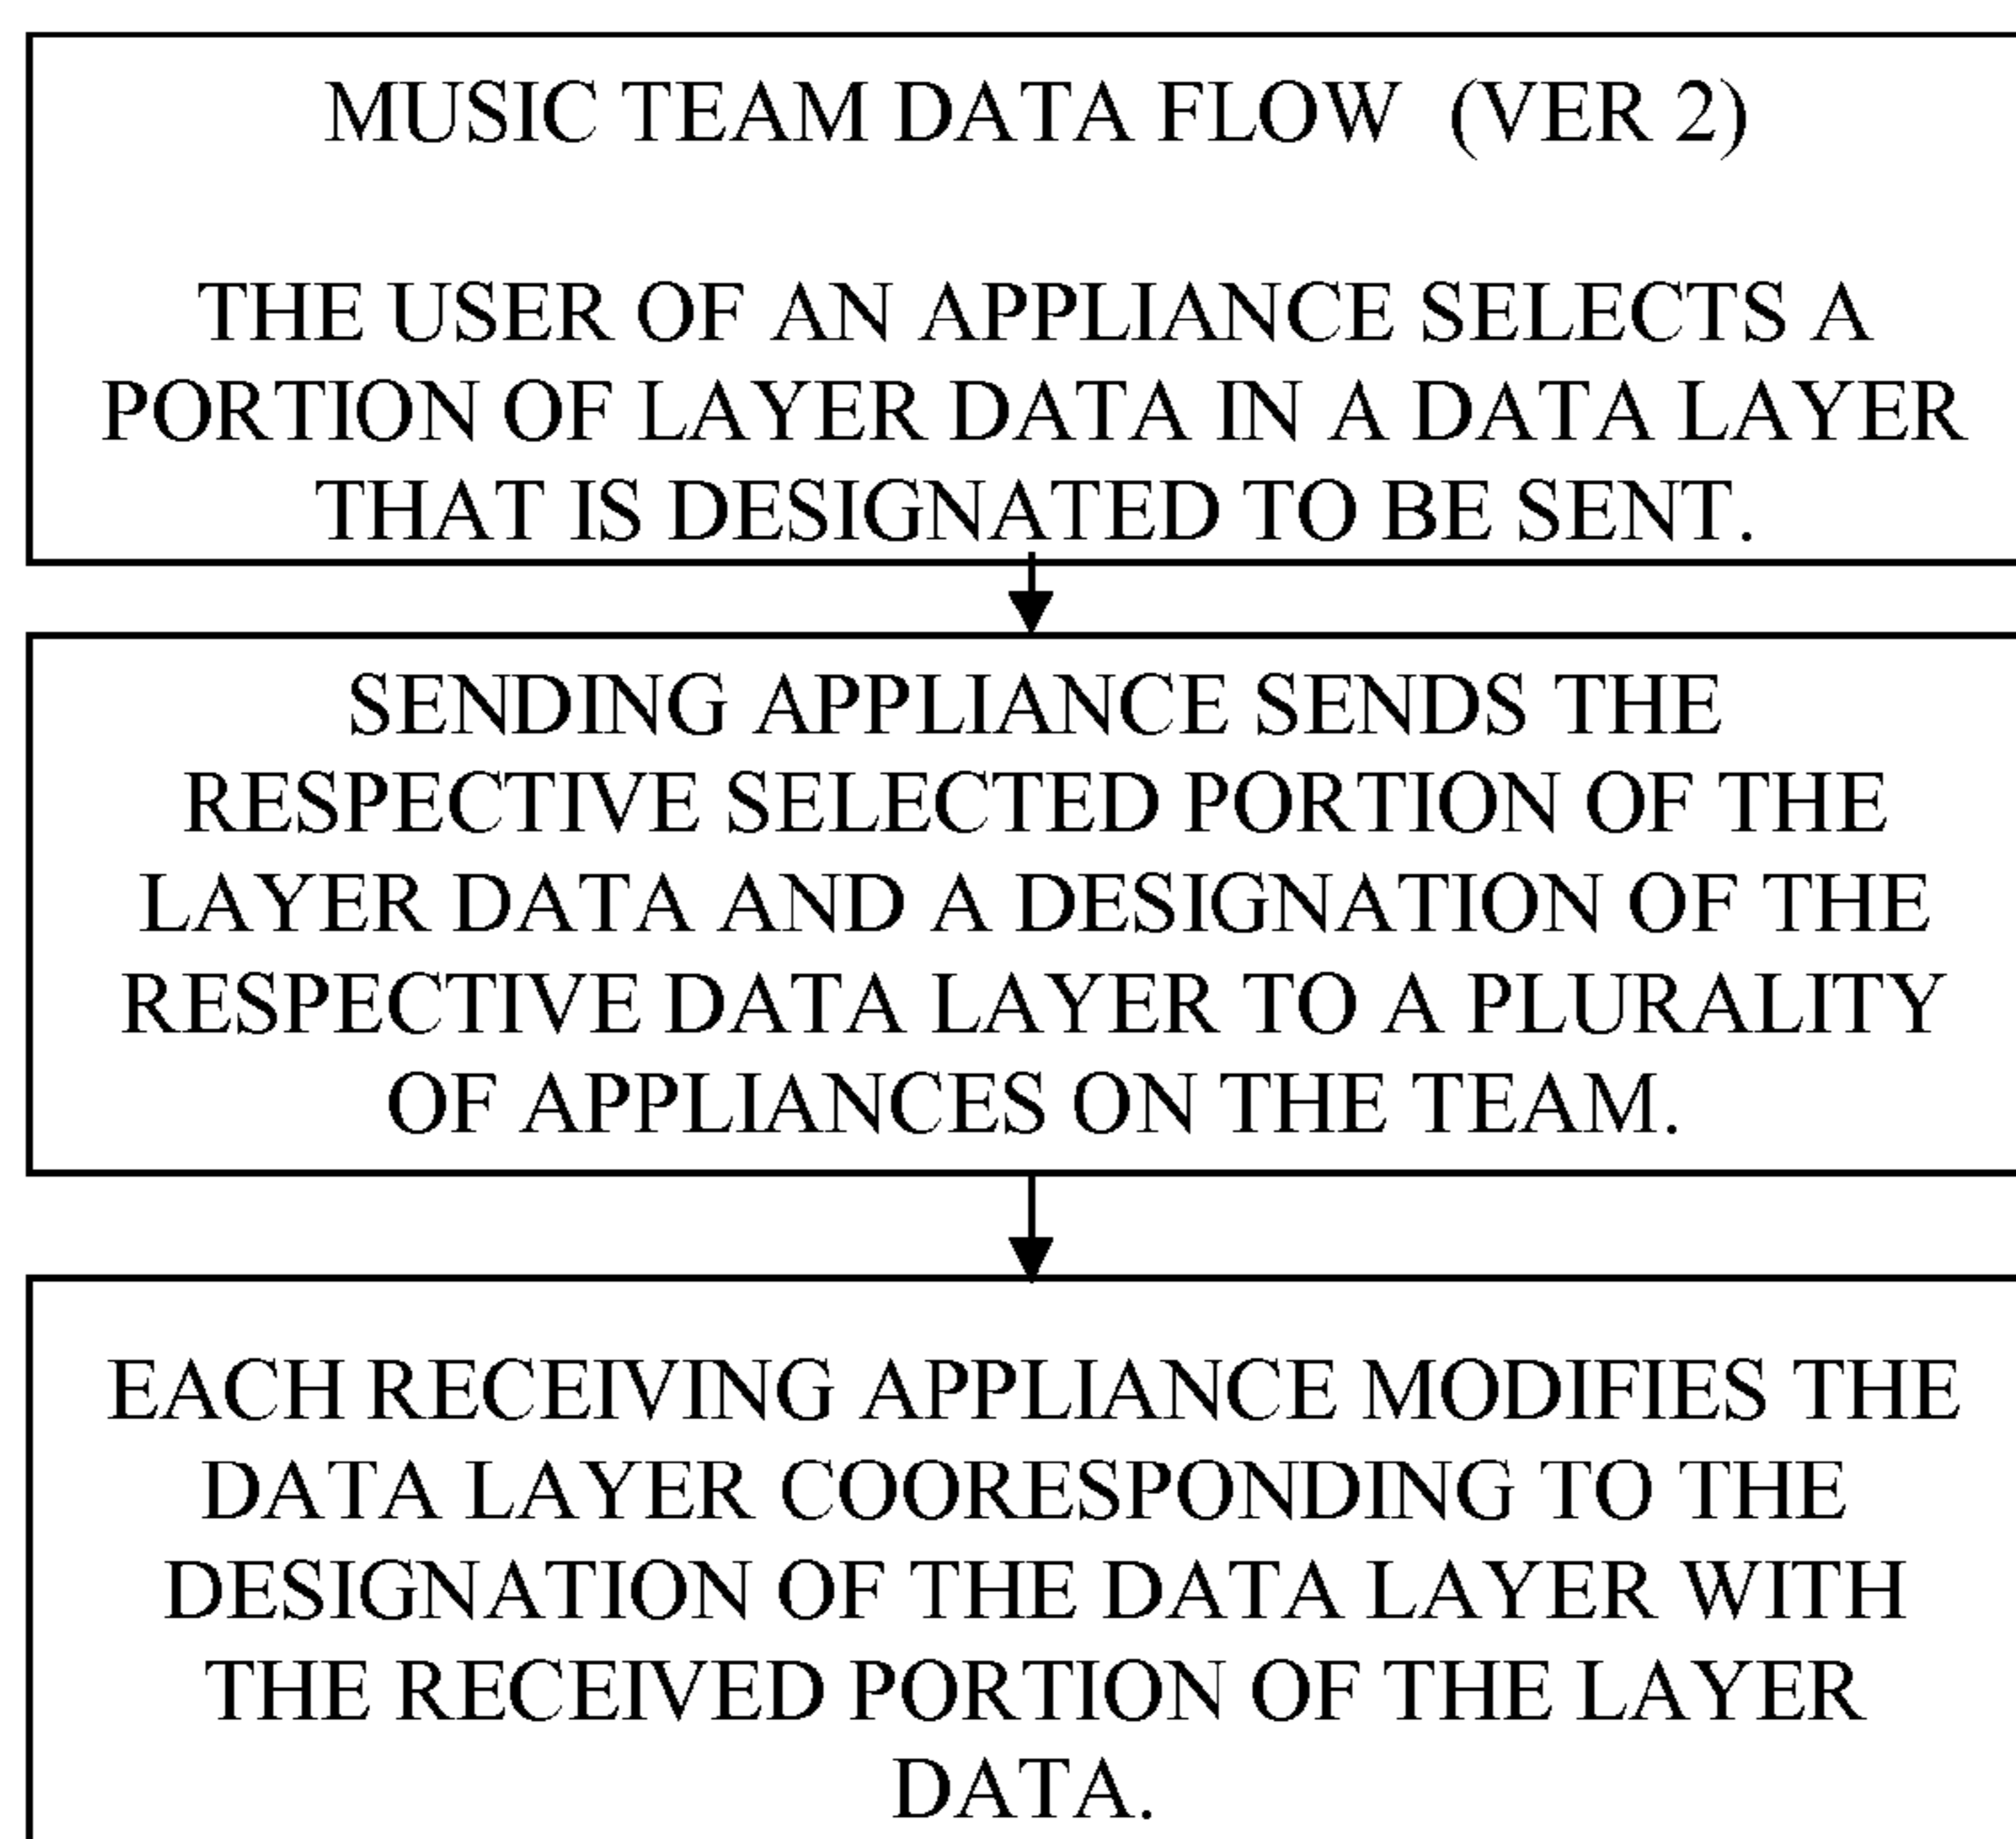 MUSIC TEAM DATA FLOW (VER 2)
THE USER OF AN APPLIANCE SELECTS A
PORTION OF LAYER DATA IN A DATA LAYER
THAT IS DESIGNATED TO BE SENT.
SENDING APPLIANCE SENDS THE
RESPECTIVE SELECTED PORTION OF THE
LAYER DATA AND A DESIGNATION OF THE
RESPECTIVE DATA LAYER TO A PLURALITY
OF APPLIANCES ON THE TEAM.
EACH RECEIVING APPLIANCE MODIFIES THE
DATA LAYER COORESPONDING TO THE
DESIGNATION OF THE DATA LAYER WITH
THE RECEIVED PORTION OF THE LAYER
DATA.